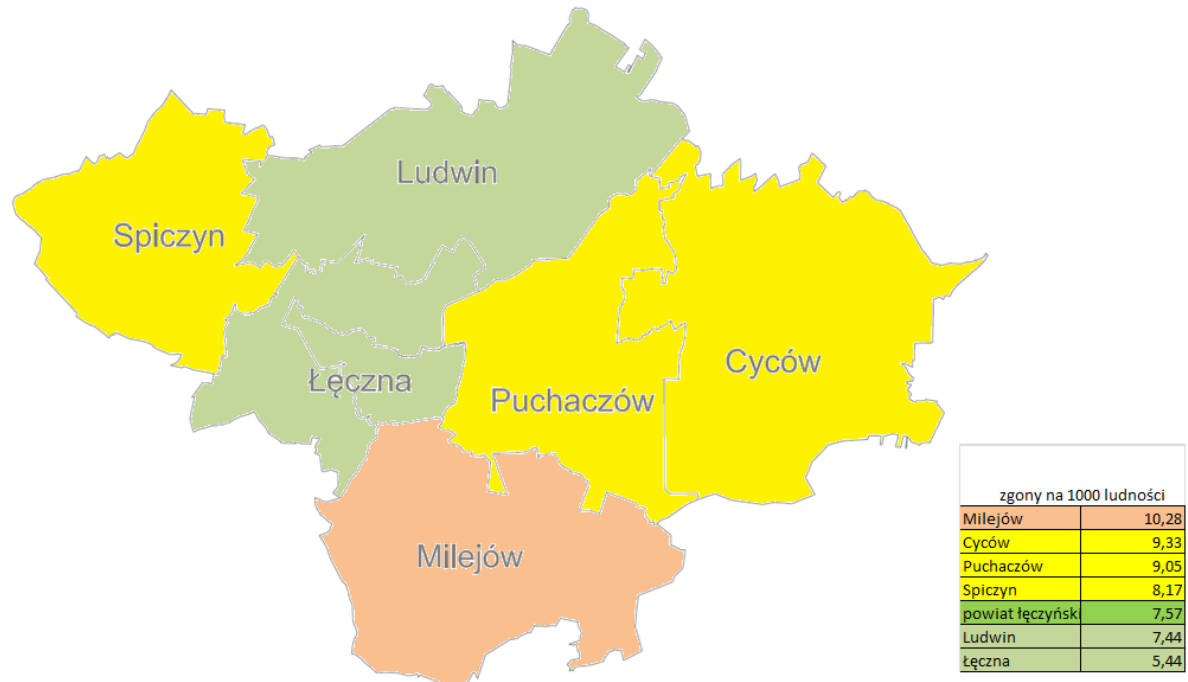 Ludwin
Spiczyn
Cyców
Łęczna
Puchaczów
Milejów
zgony na 1000 ludności
Milejów 10,28
Cyców 9,33
Puchaczów 9,05
Spiczyn 8,17
powiat łęczyński 7,57
Ludwin 7,44
Łęczna 5,44